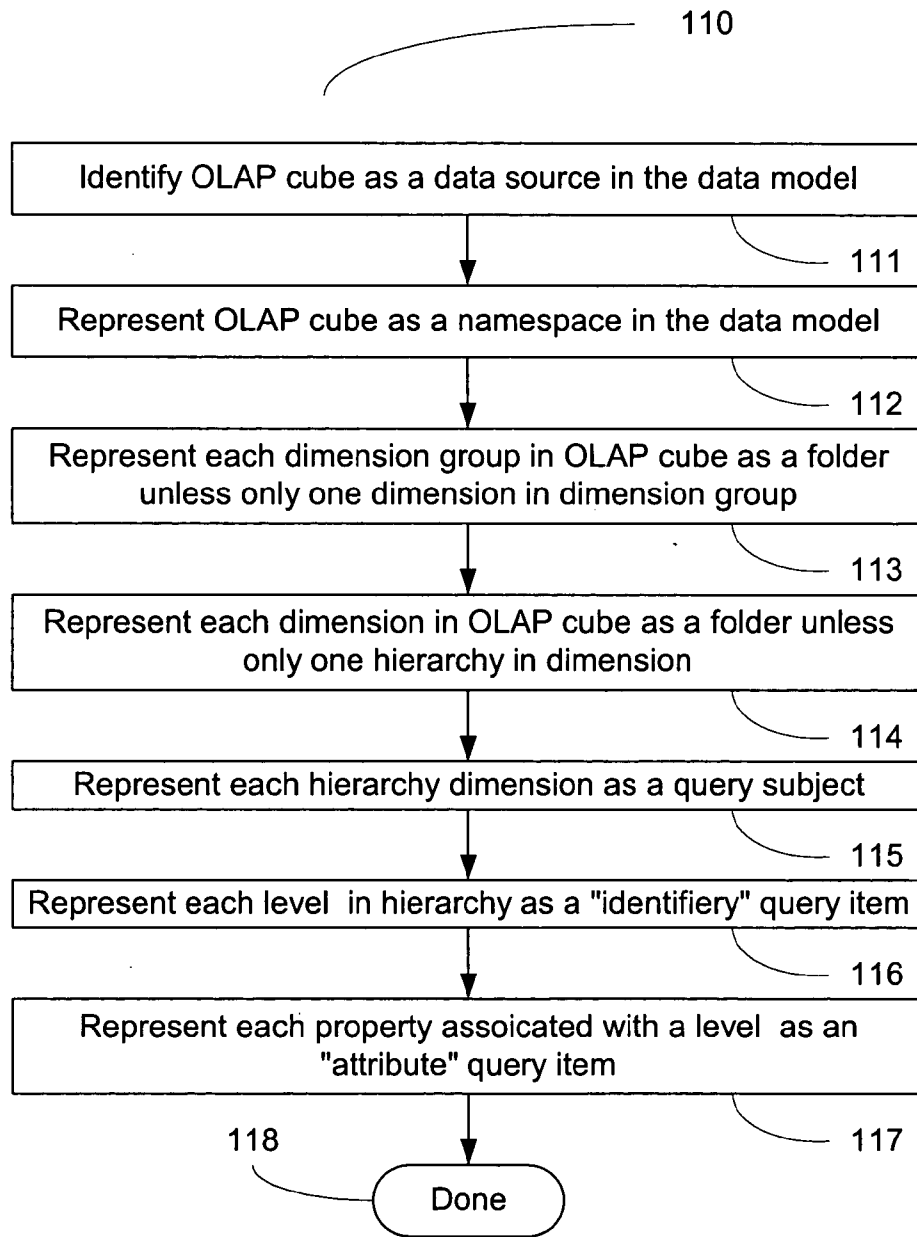 110
Identify OLAP cube as a data source in the data model
111
Represent OLAP cube as a namespace in the data model
112
Represent each dimension group in OLAP cube as a folder
unless only one dimension in dimension group
113
Represent each dimension in OLAP cube as a folder unless
only one hierarchy in dimension
114
Represent each hierarchy dimension as a query subject
115
Represent each level in hierarchy as a "identifiery" query item
116
Represent each property assoicated with a level as an
"attribute" query item
117
118
Done